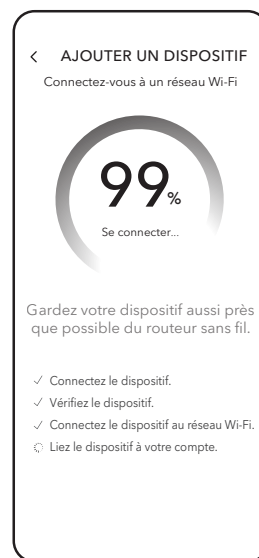 AJOUTER UN DISPOSITIF
Connectez-vous à un réseau Wi-Fi
99%
Se connecter...
Gardez votre dispositif aussi près
que possible du routeur sans fil.
Connectez le dispositif.
Vérifiez le dispositif.
Connectez le dispositif au réseau Wi-Fi.
Liez le dispositif à votre compte.